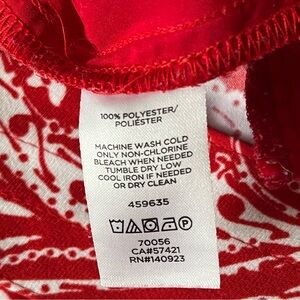 100% POLYESTER/
POLIÉSTER
MACHINE WASH COLD
ONLY NON-CHLORINE
BLEACH WHEN NEEDED
TUMBLE DRY LOW
COOL IRON IF NEEDED
OR DRY CLEAN
459635
70056
CA#57421
RN#140923